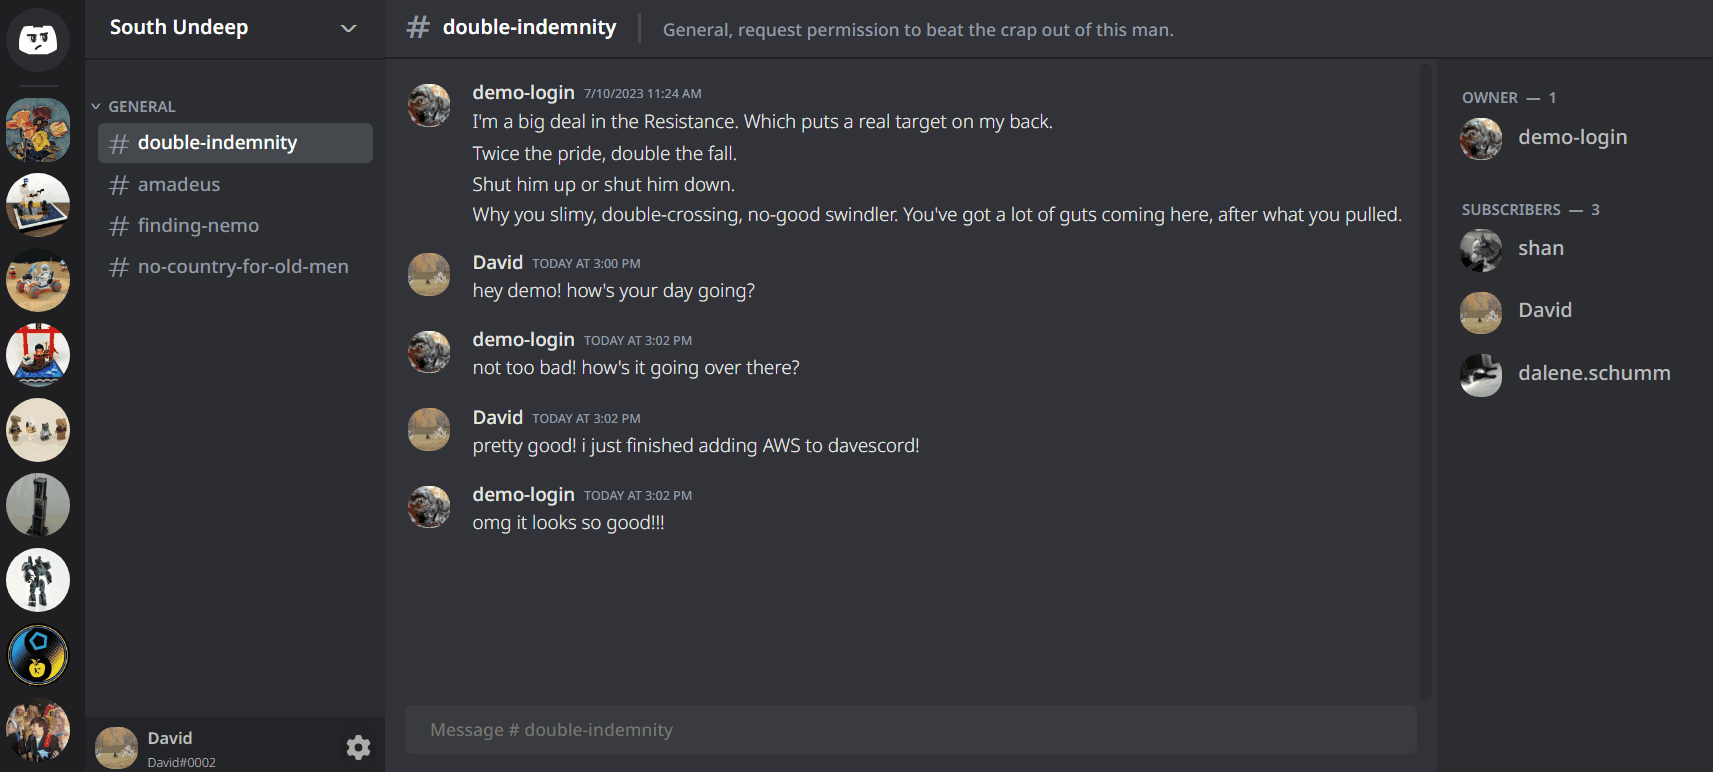 South Undeep
GENERAL
# double-indemnity
# amadeus
# finding-nemo
# no-country-for-old-men
David
David#0002
# double-indemnity
General, request permission to beat the crap out of this man.
demo-login 7/10/2023 11:24 AM
I'm a big deal in the Resistance. Which puts a real target on my back.
Twice the pride, double the fall.
Shut him up or shut him down.
Why you slimy, double-crossing, no-good swindler. You've got a lot of guts coming here, after what you pulled.
David TODAY AT 3:00 PM
hey demo! how's your day going?
demo-login TODAY AT 3:02 PM
not too bad! how's it going over there?
David TODAY AT 3:02 PM
pretty good! i just finished adding AWS to davescord!
demo-login TODAY AT 3:02 PM
omg it looks so good!!!
Message # double-indemnity
OWNER — 1
demo-login
SUBSCRIBERS — 3
shan
David
dalene.schumm